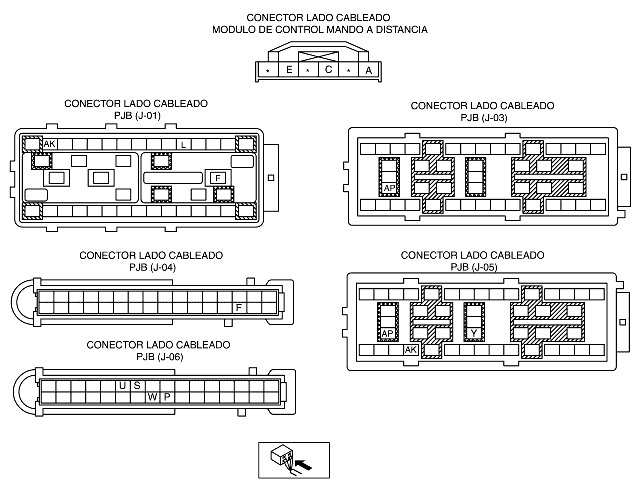 CONECTOR LADO CABLEADO
MODULO DE CONTROL MANDO A DISTANCIA
* E * C * A
CONECTOR LADO CABLEADO
PJB (J-01)
AK L
F
CONECTOR LADO CABLEADO
PJB (J-03)
AP
CONECTOR LADO CABLEADO
PJB (J-04)
F
CONECTOR LADO CABLEADO
PJB (J-05)
AP Y
AK
CONECTOR LADO CABLEADO
PJB (J-06)
U S
W P